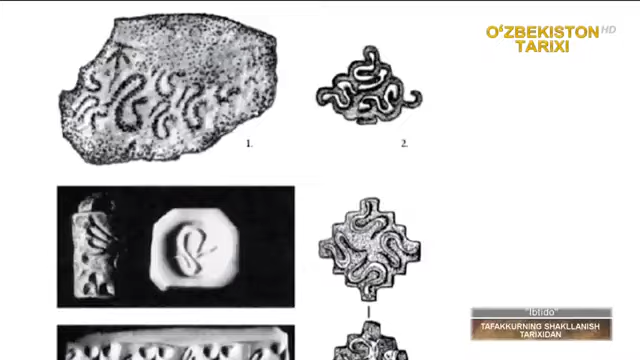 O‘ZBEKISTON HD
TARIXI
1.
2.
"Ibtido"
TAFAKKURNING SHAKLLANISH
TARIXIDAN